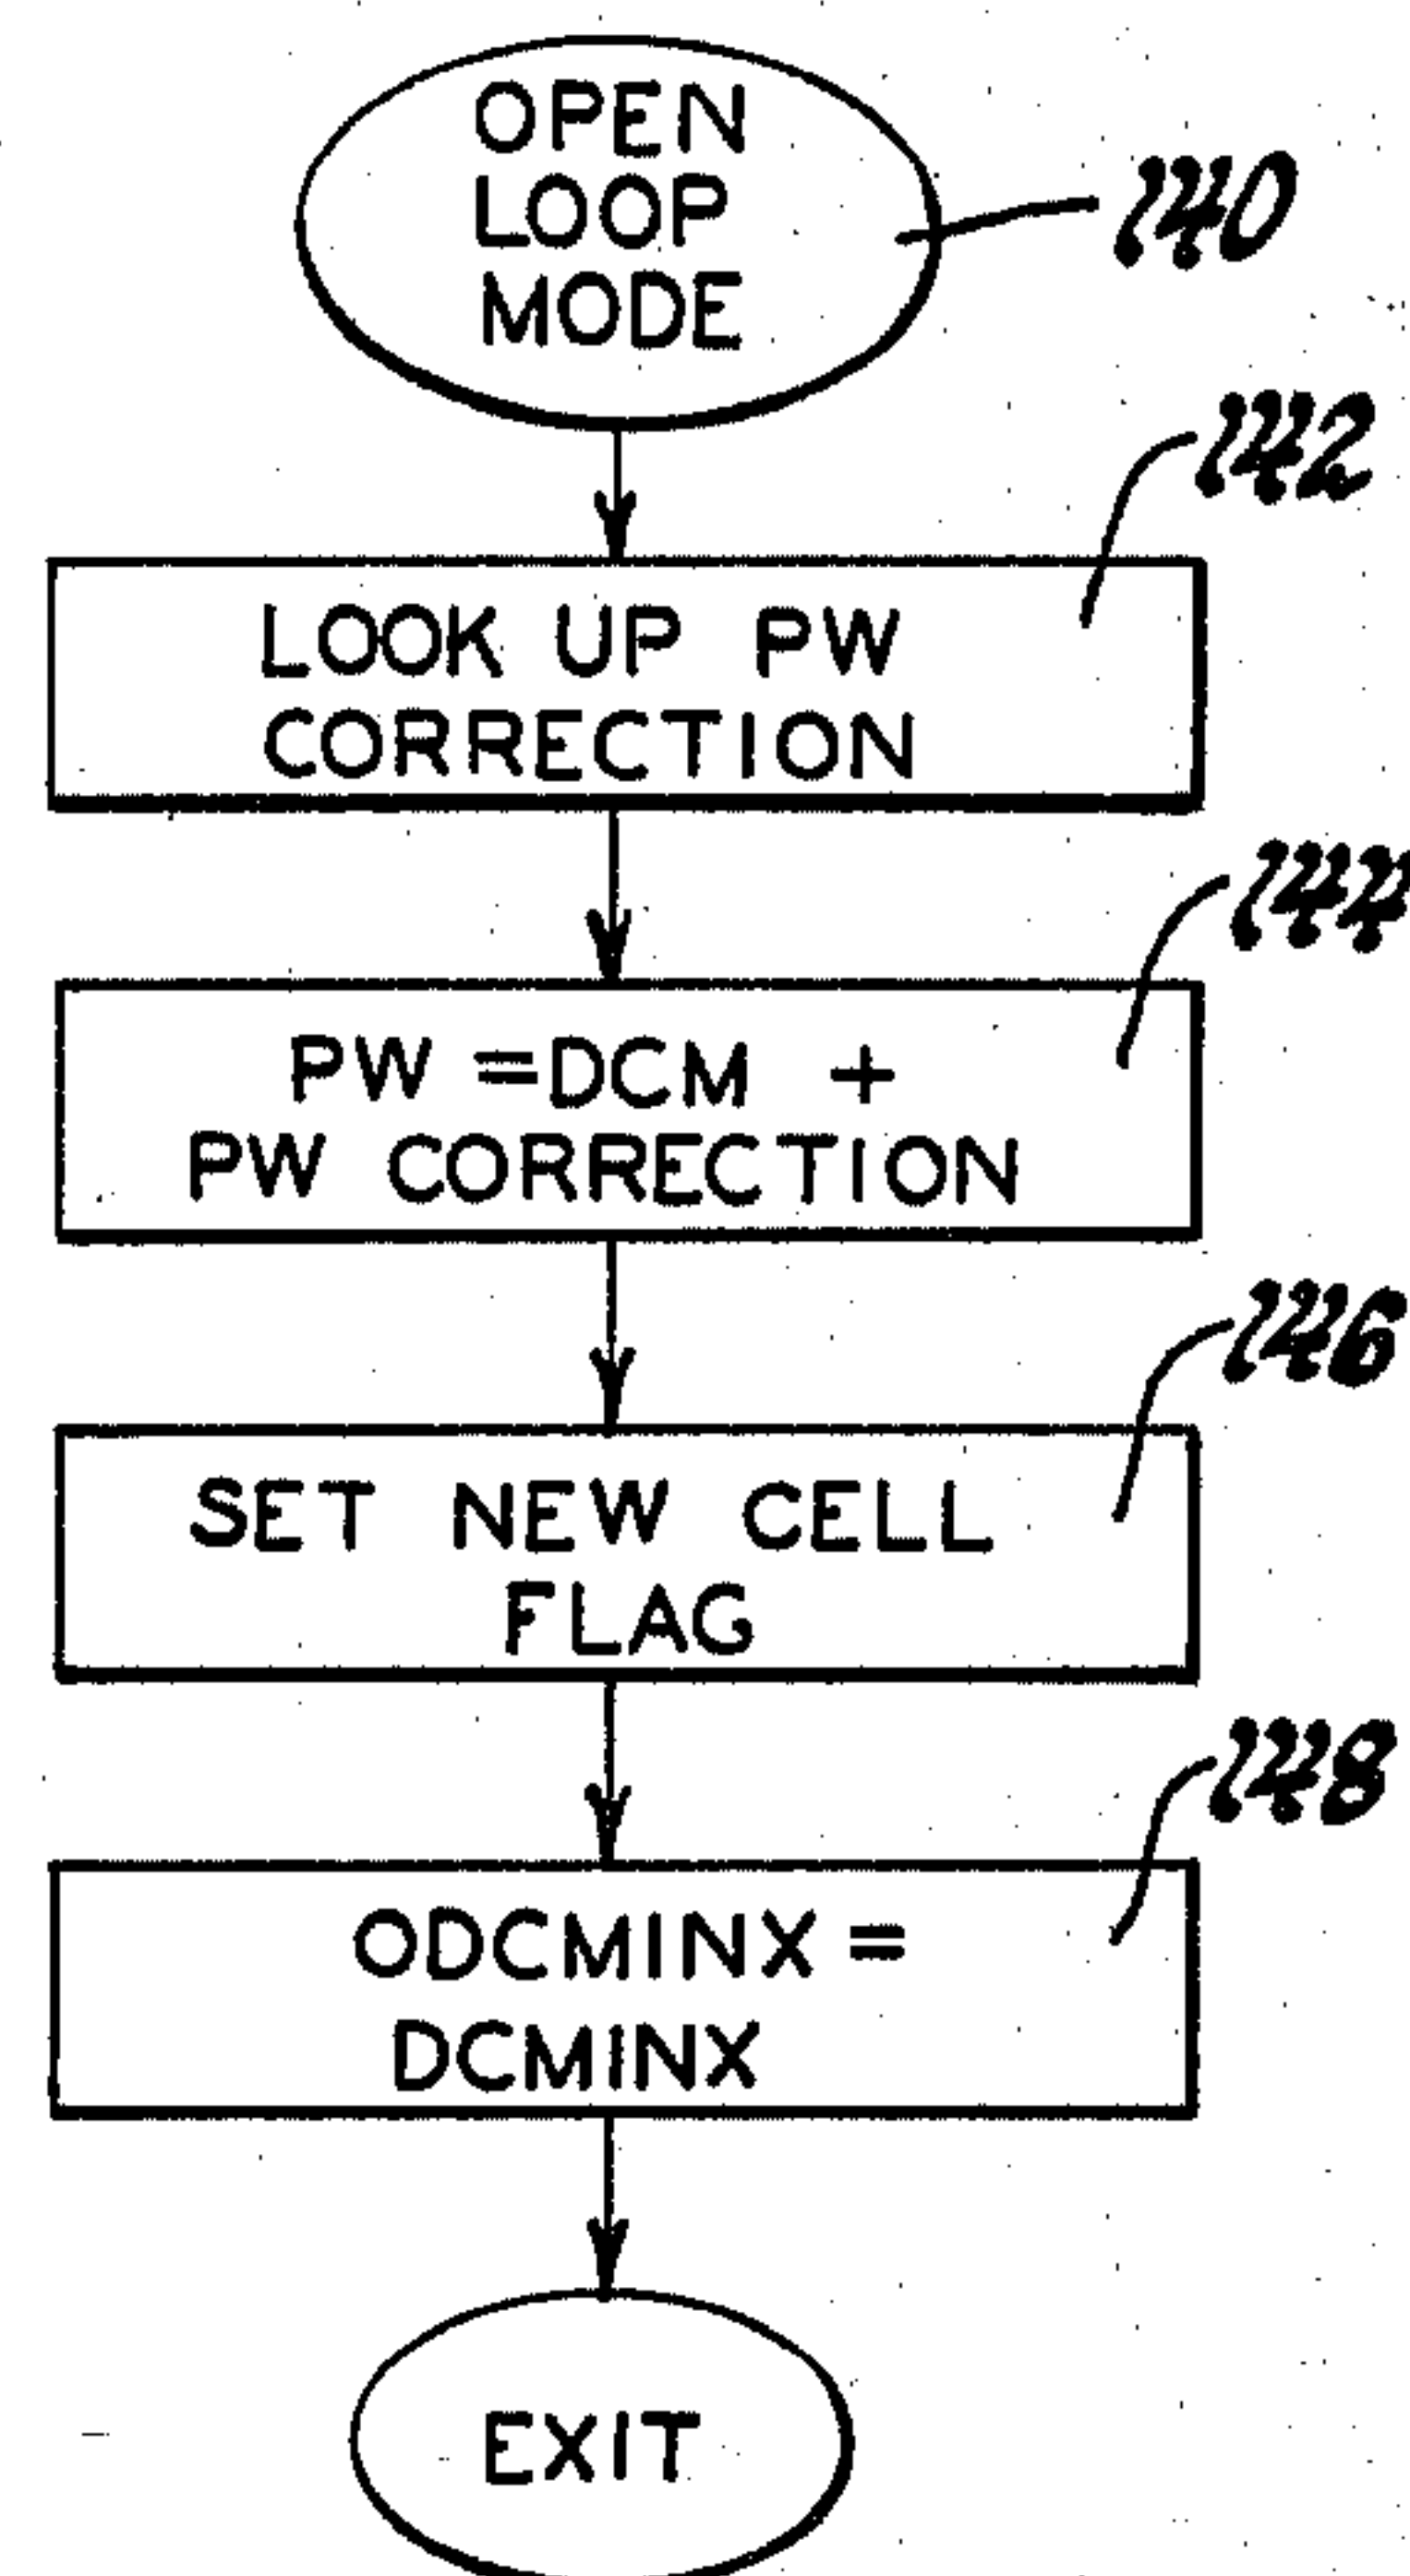 OPEN
LOOP
MODE
140
142
LOOK UP PW
CORRECTION
144
PW =DCM +
PW CORRECTION
146
SET NEW CELL
FLAG
148
ODCMINX =
DCMINX
EXIT